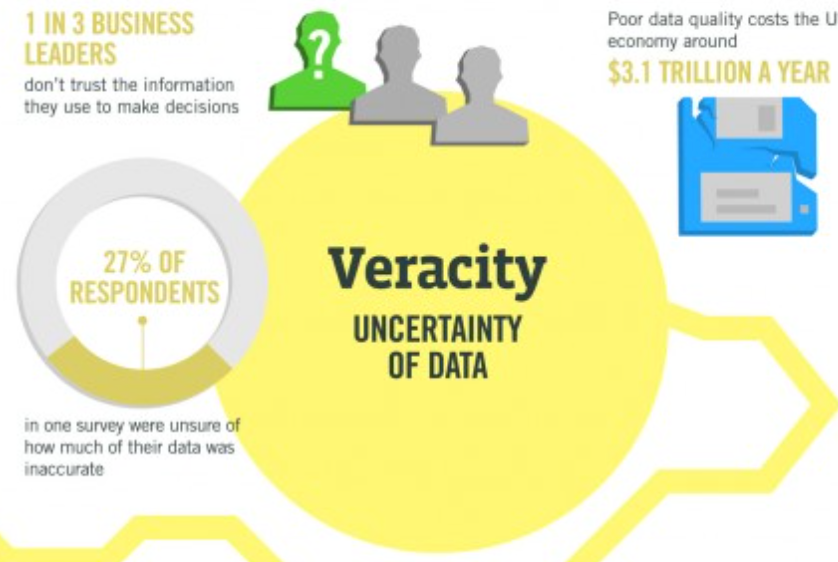 1 IN 3 BUSINESS
LEADERS
don't trust the information
they use to make decisions
?
Poor data quality costs the U
economy around
$3.1 TRILLION A YEAR
27% OF
RESPONDENTS
in one survey were unsure of
how much of their data was
inaccurate
Veracity
UNCERTAINTY
OF DATA